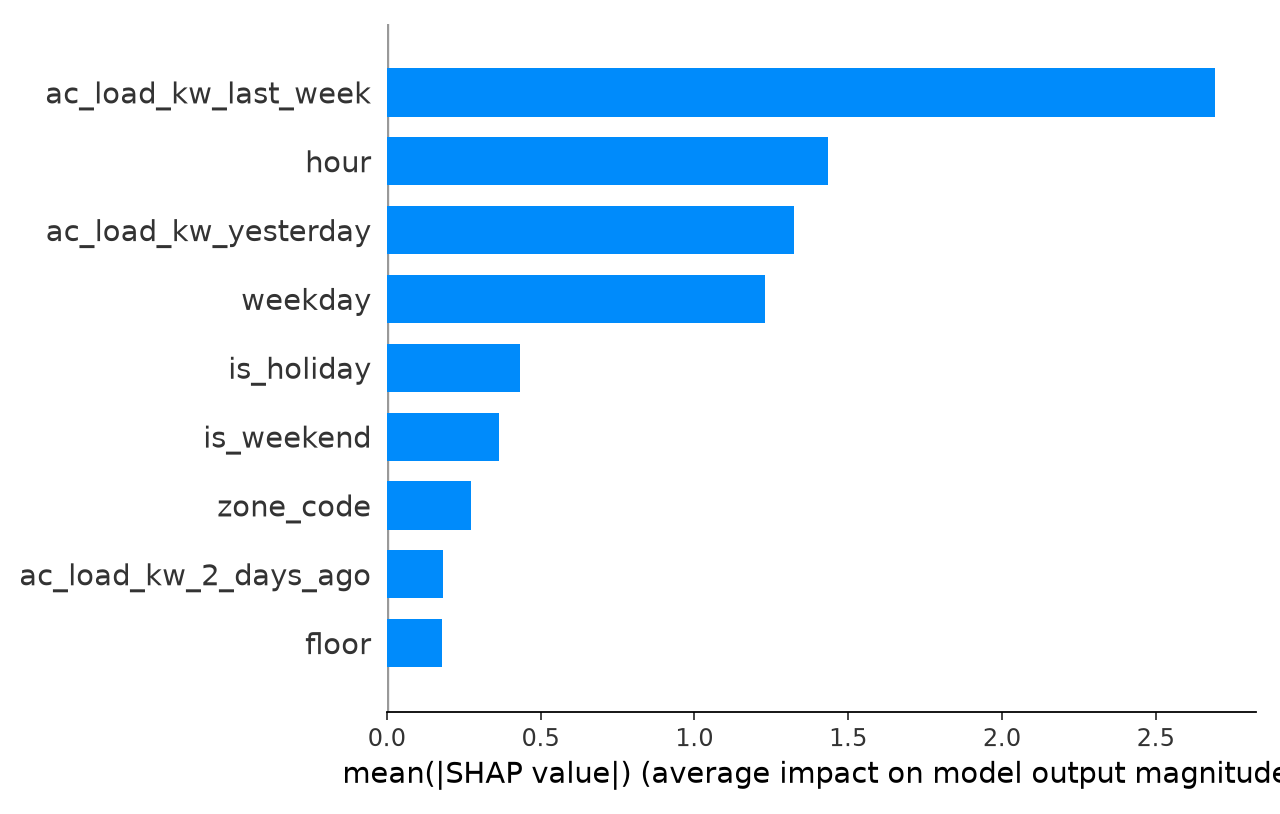 ac_load_kw_last_week
hour
ac_load_kw_yesterday
weekday
is_holiday
is_weekend
zone_code
ac_load_kw_2_days_ago
floor
0.0 0.5 1.0 1.5 2.0 2.5
mean(|SHAP value|) (average impact on model output magnitude